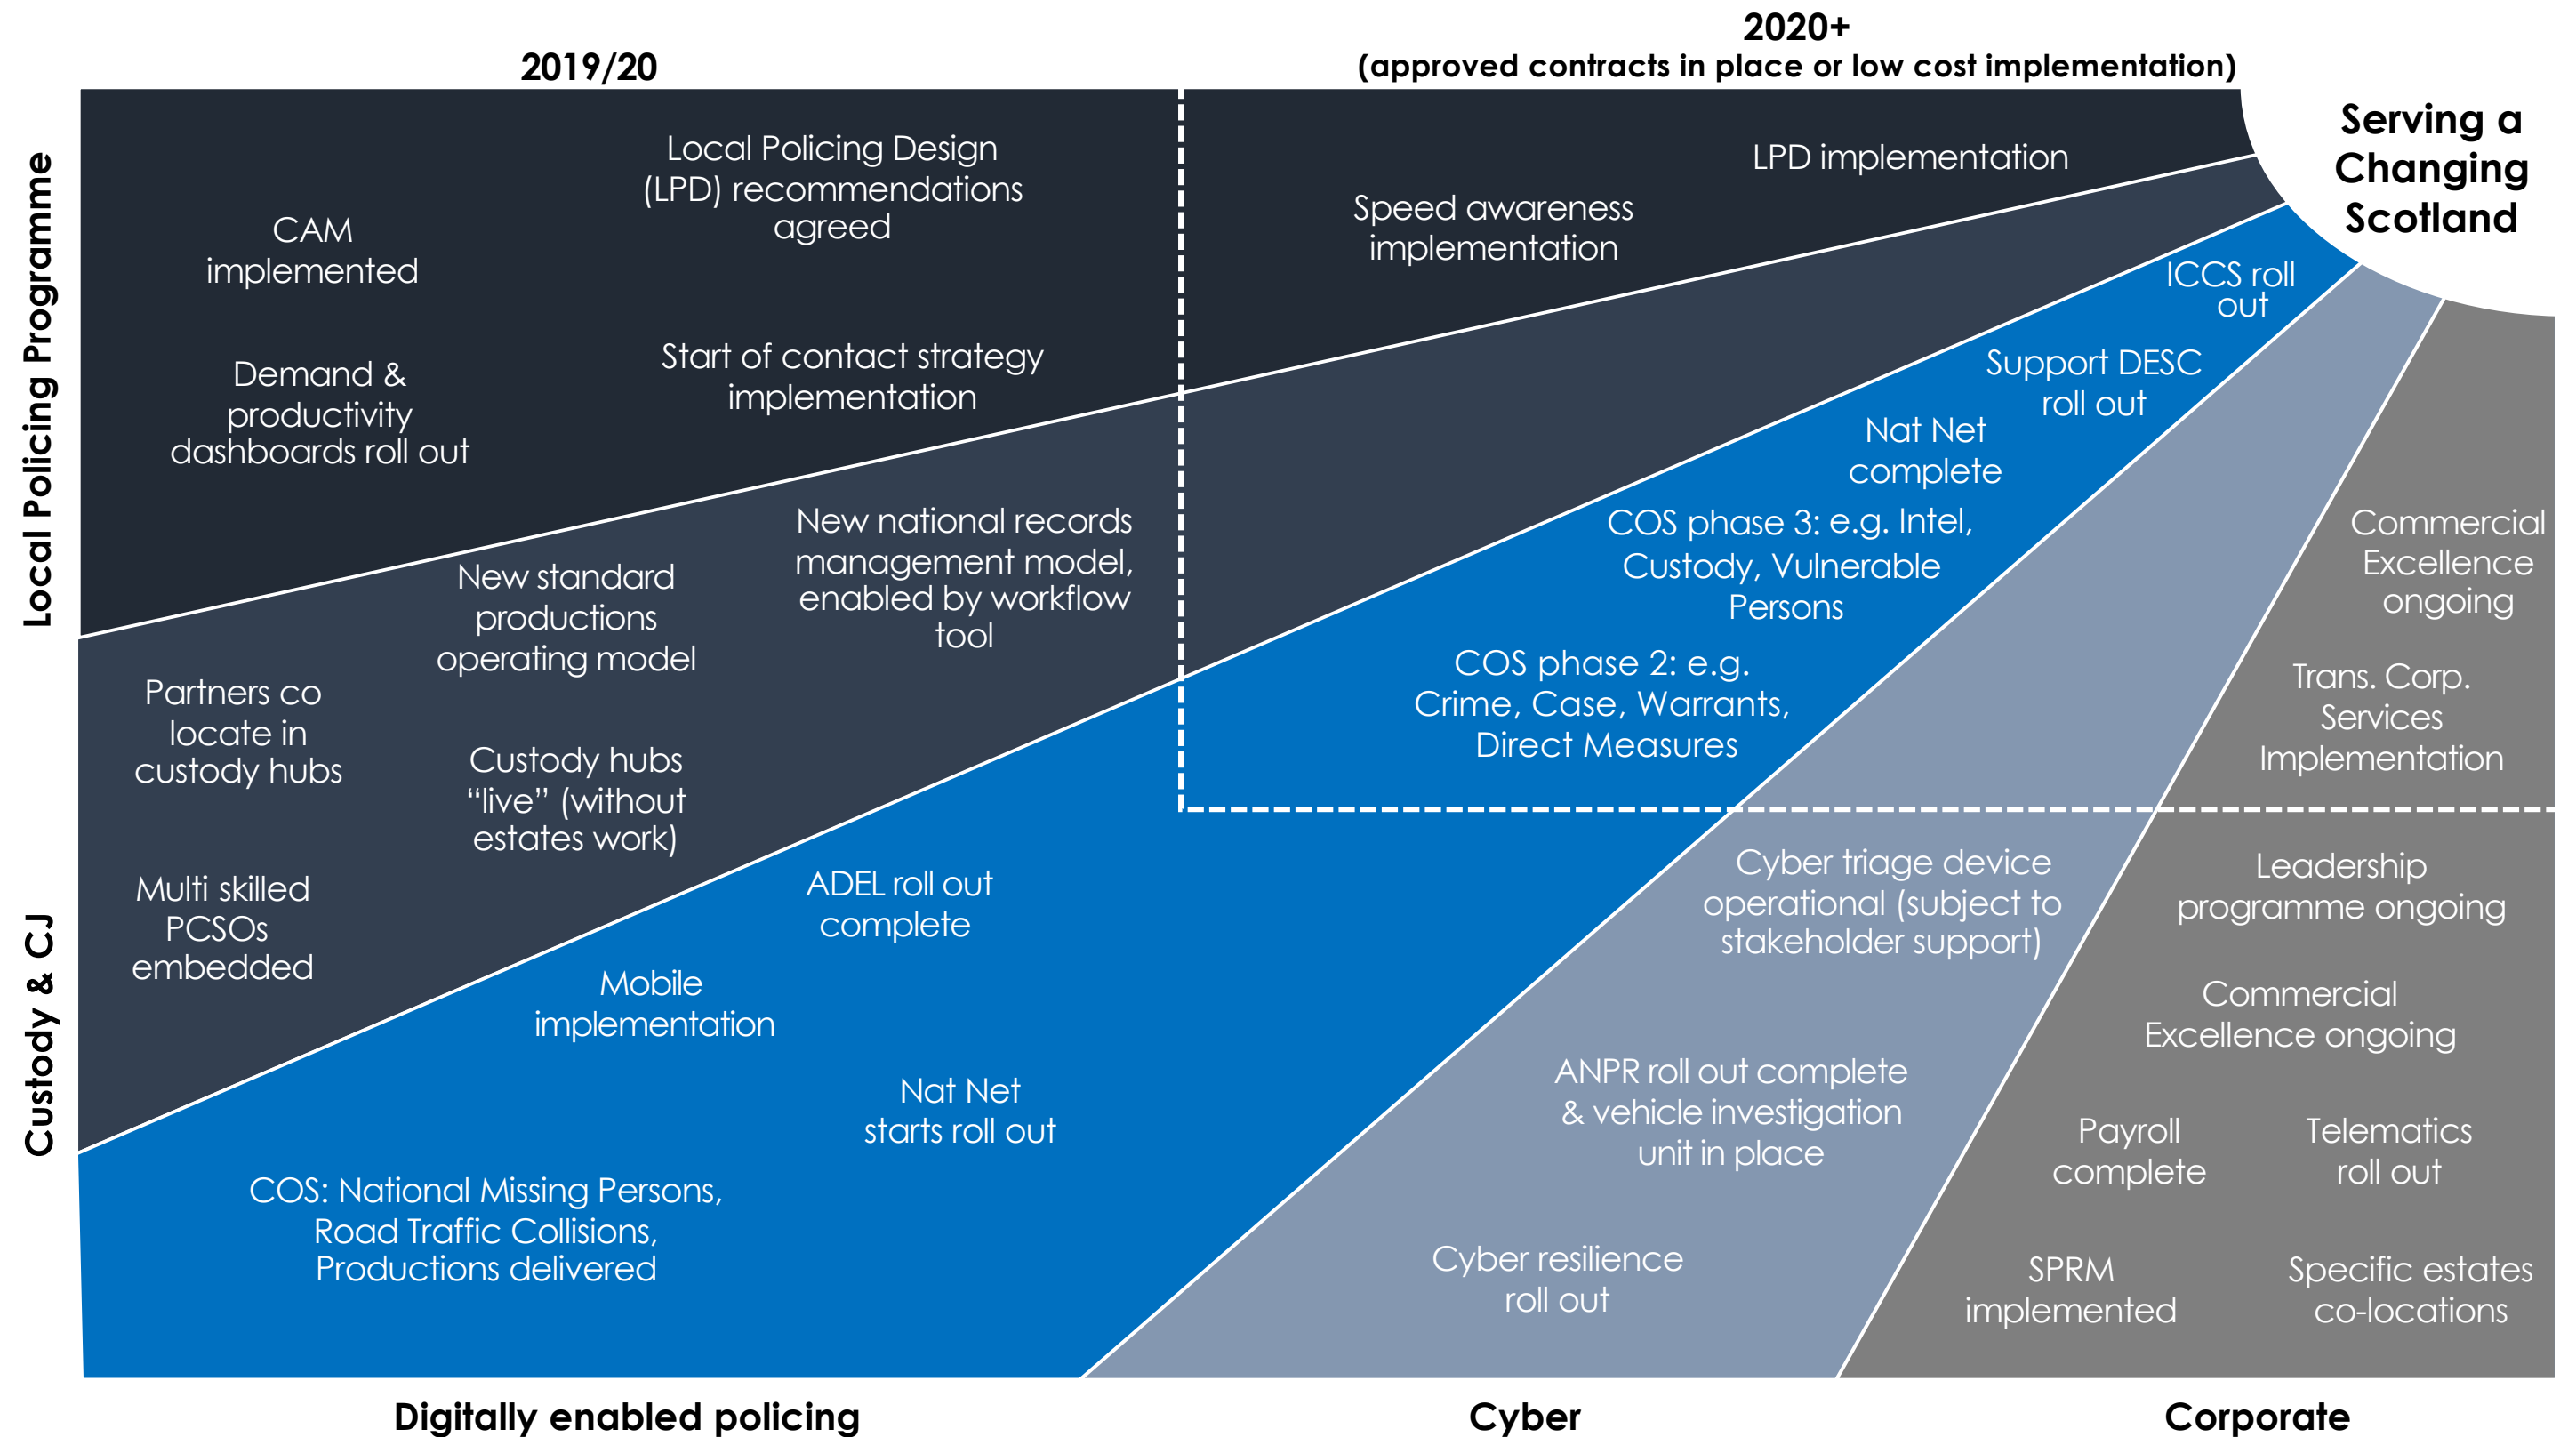 2019/20
2020+
(approved contracts in place or low cost implementation)
Serving a
Changing
Scotland
Local Policing Programme
CAM
implemented
Local Policing Design
(LPD) recommendations
agreed
Demand &
productivity
dashboards roll out
Start of contact strategy
implementation
Speed awareness
implementation
LPD implementation
Custody & CJ
Partners co
locate in
custody hubs
New standard
productions
operating model
New national records
management model,
enabled by workflow
tool
Custody hubs
“live” (without
estates work)
Multi skilled
PCSOs
embedded
ICCS roll
out
Support DESC
roll out
Nat Net
complete
COS phase 3: e.g. Intel,
Custody, Vulnerable
Persons
COS phase 2: e.g.
Crime, Case, Warrants,
Direct Measures
ADEL roll out
complete
Mobile
implementation
Nat Net
starts roll out
COS: National Missing Persons,
Road Traffic Collisions,
Productions delivered
Digitally enabled policing
Cyber triage device
operational (subject to
stakeholder support)
ANPR roll out complete
& vehicle investigation
unit in place
Cyber resilience
roll out
Cyber
Commercial
Excellence
ongoing
Trans. Corp.
Services
Implementation
Leadership
programme ongoing
Commercial
Excellence ongoing
Payroll
complete
Telematics
roll out
SPRM
implemented
Specific estates
co-locations
Corporate